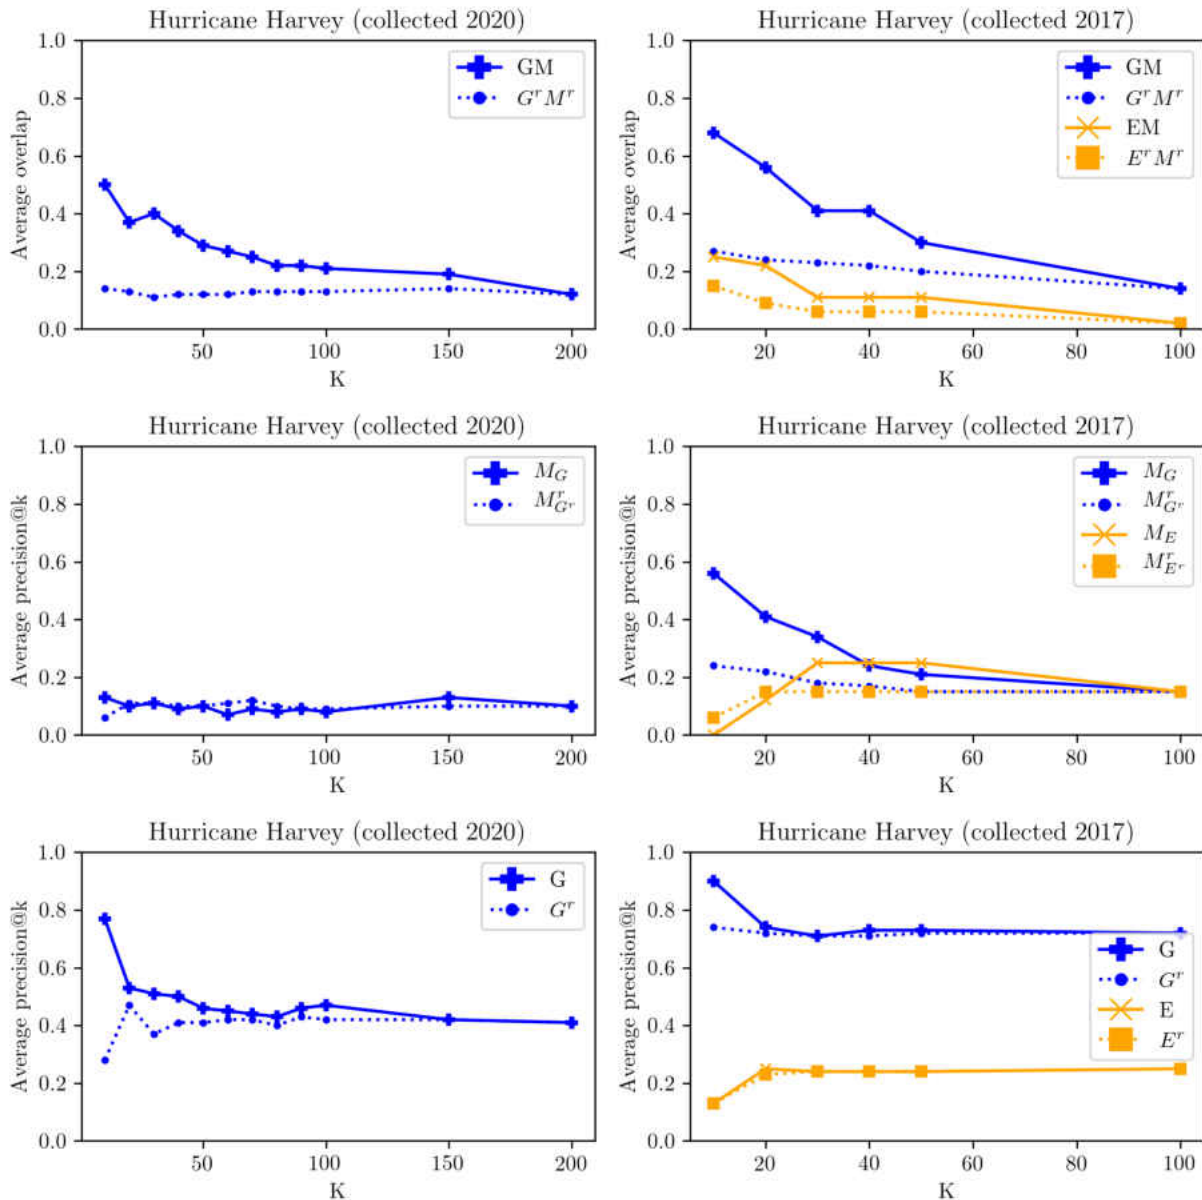 Hurricane Harvey (collected 2020)
Average overlap
1.0
0.8
0.6
0.4
0.2
0.0
GM
G^r M^r
50 100 150 200
K
Hurricane Harvey (collected 2017)
Average overlap
1.0
0.8
0.6
0.4
0.2
0.0
GM
G^r M^r
EM
E^r M^r
20 40 60 80 100
K
Hurricane Harvey (collected 2020)
Average precision@k
1.0
0.8
0.6
0.4
0.2
0.0
M_G
M^r_{G^r}
50 100 150 200
K
Hurricane Harvey (collected 2017)
Average precision@k
1.0
0.8
0.6
0.4
0.2
0.0
M_G
M^r_{G^r}
M_E
M^r_{E^r}
20 40 60 80 100
K
Hurricane Harvey (collected 2020)
Average precision@k
1.0
0.8
0.6
0.4
0.2
0.0
G
G^r
50 100 150 200
K
Hurricane Harvey (collected 2017)
Average precision@k
1.0
0.8
0.6
0.4
0.2
0.0
G
G^r
E
E^r
20 40 60 80 100
K